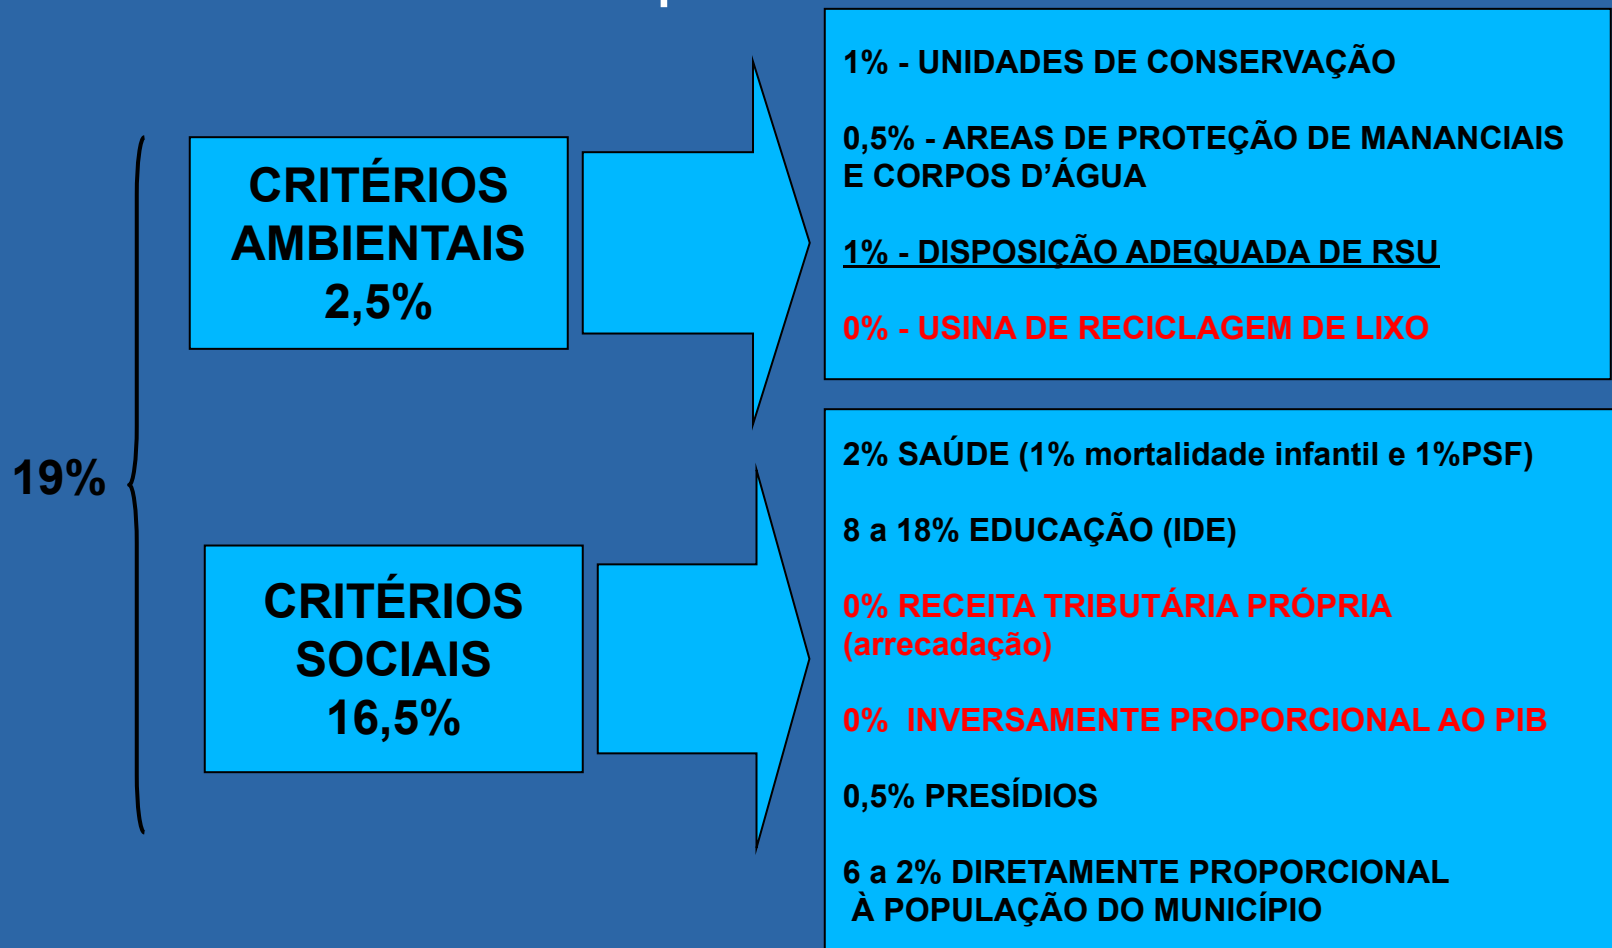 19%
CRITÉRIOS
AMBIENTAIS
2,5%
1% - UNIDADES DE CONSERVAÇÃO
0,5% - AREAS DE PROTEÇÃO DE MANANCIAIS
E CORPOS D’ÁGUA
1% - DISPOSIÇÃO ADEQUADA DE RSU
0% - USINA DE RECICLAGEM DE LIXO
CRITÉRIOS
SOCIAIS
16,5%
2% SAÚDE (1% mortalidade infantil e 1%PSF)
8 a 18% EDUCAÇÃO (IDE)
0% RECEITA TRIBUTÁRIA PRÓPRIA
(arrecadação)
0% INVERSAMENTE PROPORCIONAL AO PIB
0,5% PRESÍDIOS
6 a 2% DIRETAMENTE PROPORCIONAL
À POPULAÇÃO DO MUNICÍPIO